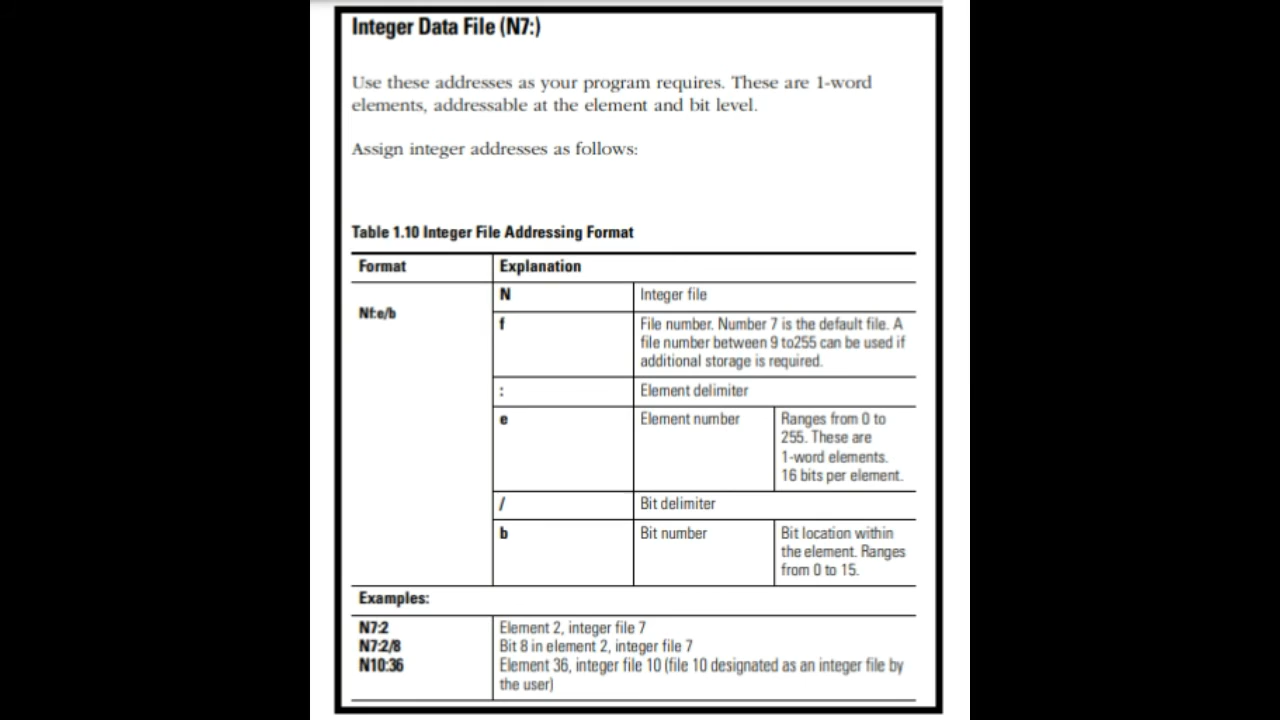 Integer Data File (N7:)
Use these addresses as your program requires. These are 1-word
elements, addressable at the element and bit level.
Assign integer addresses as follows:
Table 1.10 Integer File Addressing Format
Format Explanation
Nf:e/b
N Integer file
f File number. Number 7 is the default file. A
file number between 9 to255 can be used if
additional storage is required.
: Element delimiter
e Element number Ranges from 0 to
255. These are
1-word elements.
16 bits per element.
/ Bit delimiter
b Bit number Bit location within
the element. Ranges
from 0 to 15.
Examples:
N7:2 Element 2, integer file 7
N7:2/8 Bit 8 in element 2, integer file 7
N10:36 Element 36, integer file 10 (file 10 designated as an integer file by
the user)